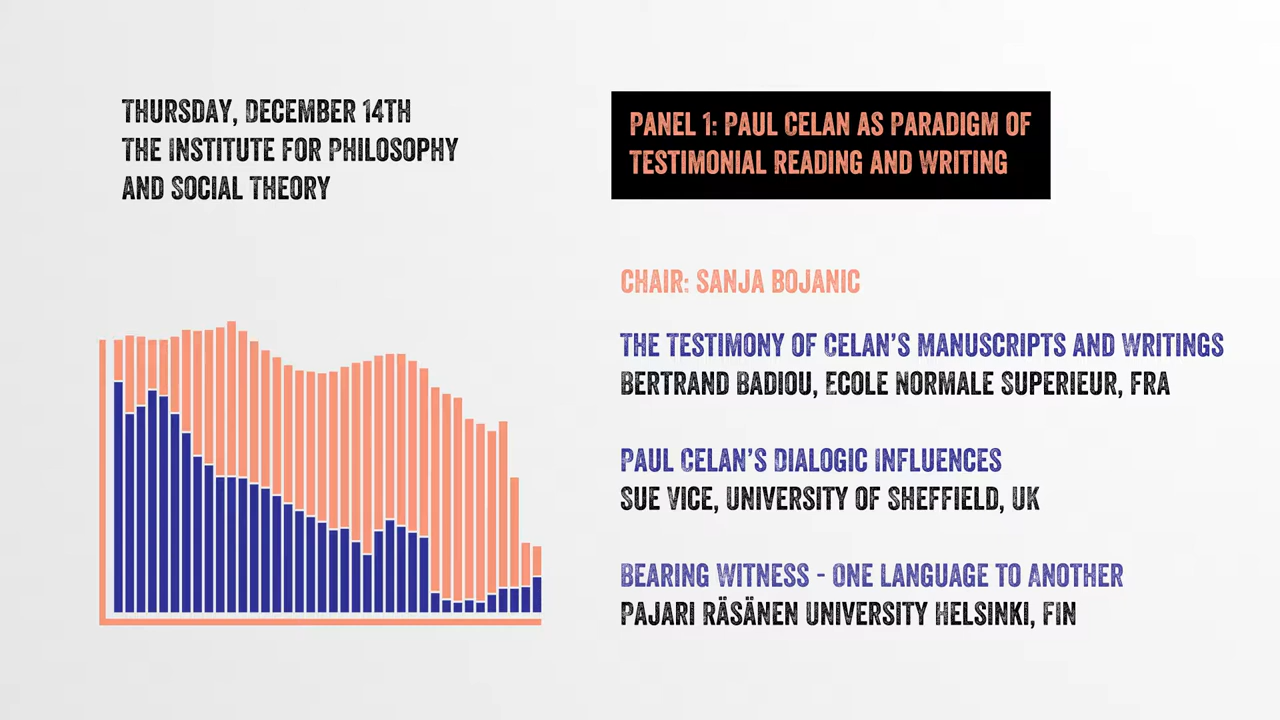 THURSDAY, DECEMBER 14TH
THE INSTITUTE FOR PHILOSOPHY
AND SOCIAL THEORY
PANEL 1: PAUL CELAN AS PARADIGM OF
TESTIMONIAL READING AND WRITING
CHAIR: SANJA BOJANIC
THE TESTIMONY OF CELAN'S MANUSCRIPTS AND WRITINGS
BERTRAND BADIOU, ECOLE NORMALE SUPERIEUR, FRA
PAUL CELAN'S DIALOGIC INFLUENCES
SUE VICE, UNIVERSITY OF SHEFFIELD, UK
BEARING WITNESS - ONE LANGUAGE TO ANOTHER
PAJARI RÄSÄNEN UNIVERSITY HELSINKI, FIN